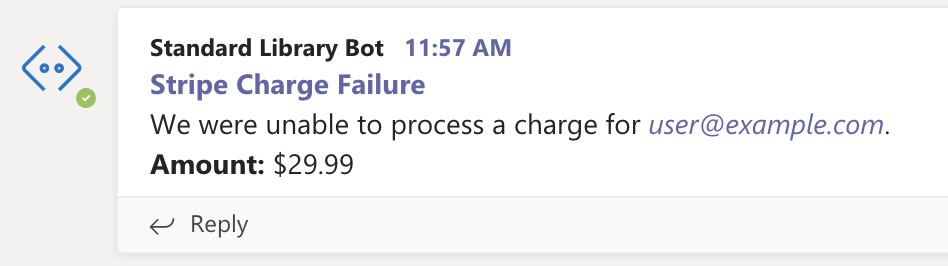 Standard Library Bot 11:57 AM
Stripe Charge Failure
We were unable to process a charge for user@example.com.
Amount: $29.99
Reply